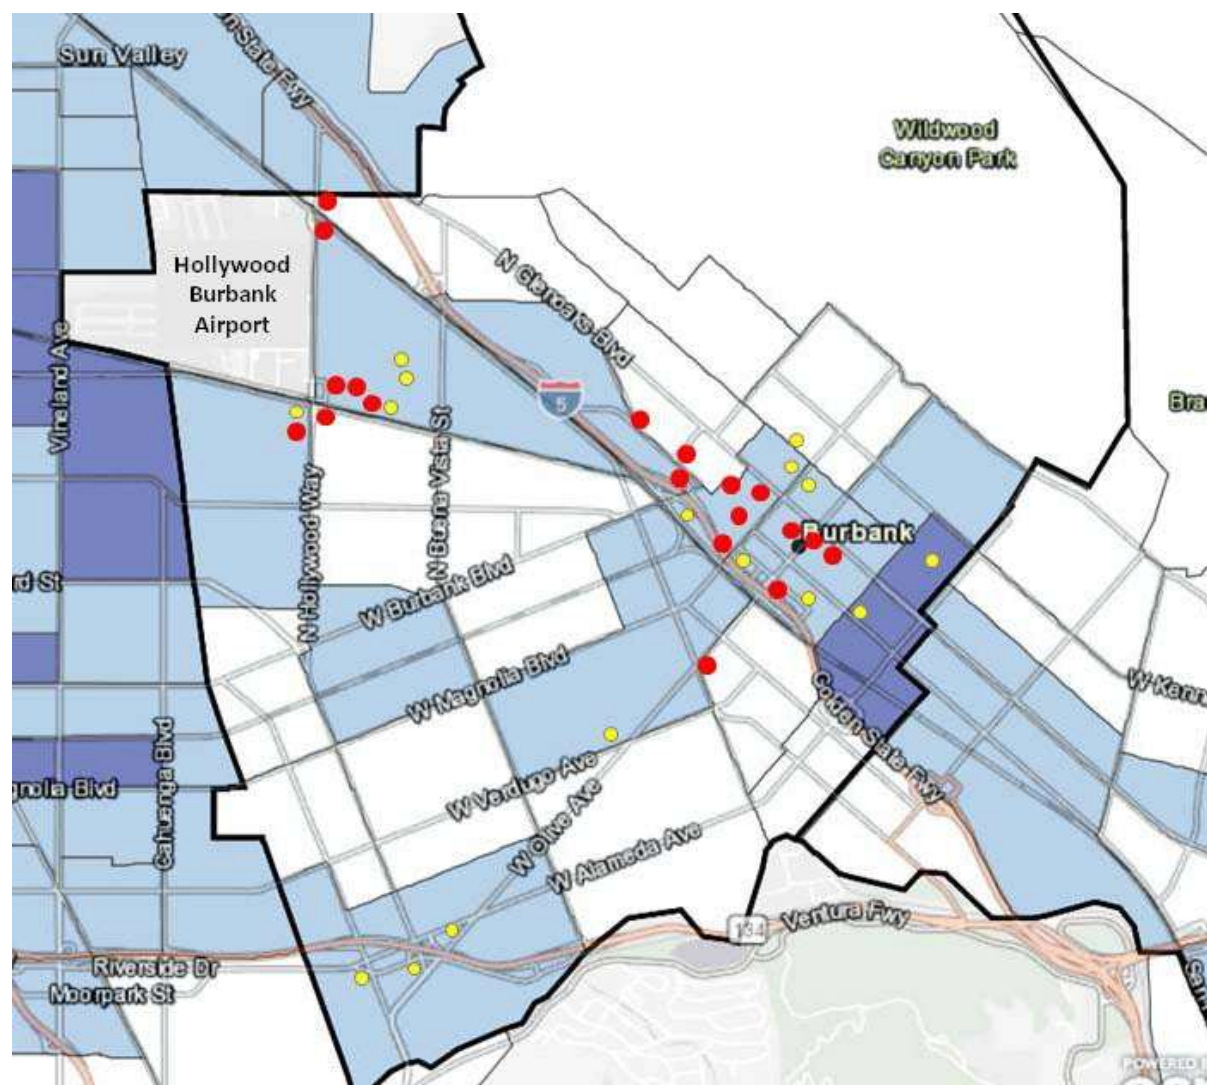 Sun Valley
State Fwy
Wildwood
Canyon Park
Hollywood
Burbank
Airport
N Glenoaks Blvd
Vineland Ave
5
N Buena Vista St
N Hollywood Way
Burbank
W Burbank Blvd
W Magnolia Blvd
Golden State Fwy
Cahuenga Blvd
W Verdugo Ave
W Olive Ave
W Alameda Ave
134
Ventura Fwy
Riverside Dr
Moorpark St
POWERED